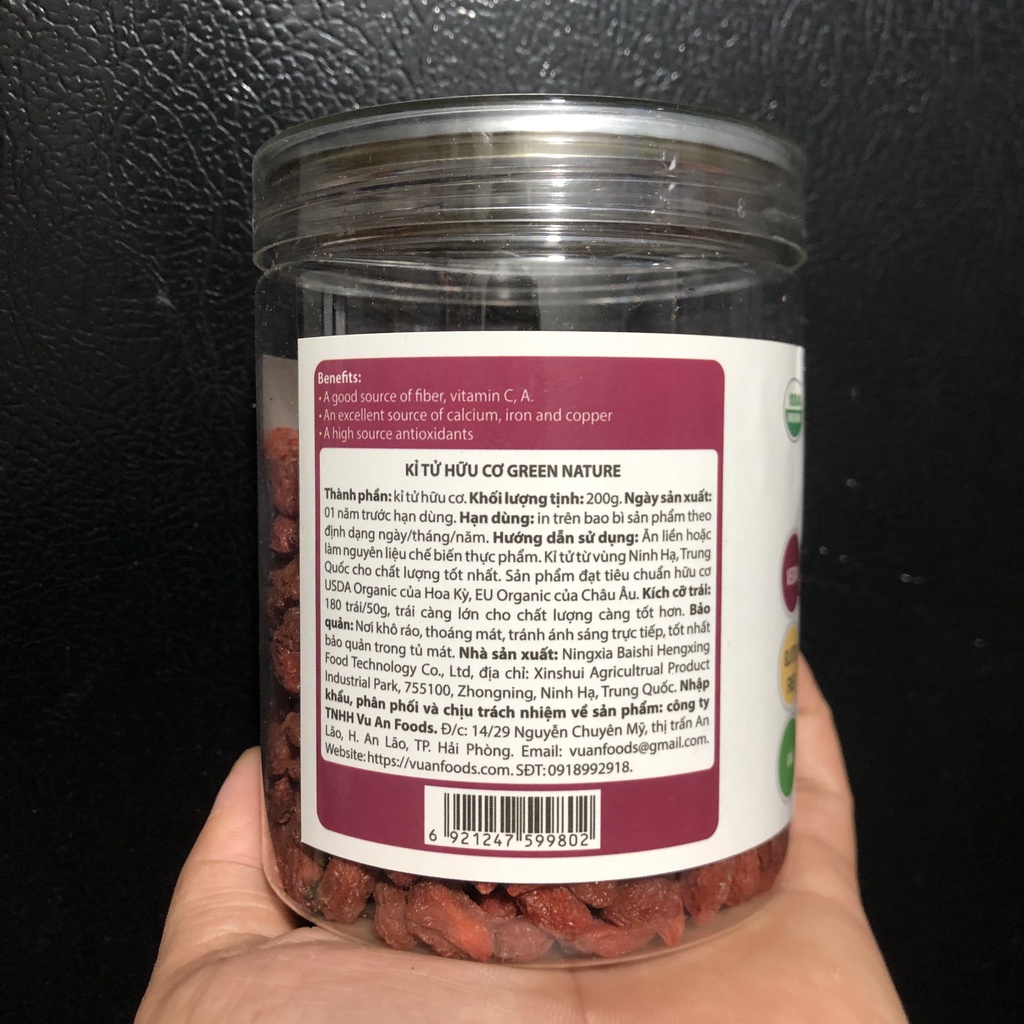 Benefits:
• A good source of fiber, vitamin C, A.
• An excellent source of calcium, iron and copper
• A high source antioxidants
KỈ TỬ HỮU CƠ GREEN NATURE
Thành phần: kỉ tử hữu cơ. Khối lượng tịnh: 200g. Ngày sản xuất:
01 năm trước hạn dùng. Hạn dùng: in trên bao bì sản phẩm theo
định dạng ngày/tháng/năm. Hướng dẫn sử dụng: Ăn liền hoặc
làm nguyên liệu chế biến thực phẩm. Kỉ tử từ vùng Ninh Hạ, Trung
Quốc cho chất lượng tốt nhất. Sản phẩm đạt tiêu chuẩn hữu cơ
USDA Organic của Hoa Kỳ, EU Organic của Châu Âu. Kích cỡ trái:
180 trái/50g, trái càng lớn cho chất lượng càng tốt hơn. Bảo
quản: Nơi khô ráo, thoáng mát, tránh ánh sáng trực tiếp, tốt nhất
bảo quản trong tủ mát. Nhà sản xuất: Ningxia Baishi Hengxing
Food Technology Co., Ltd, địa chỉ: Xinshui Agricultrual Product
Industrial Park, 755100, Zhongning, Ninh Hạ, Trung Quốc. Nhập
khẩu, phân phối và chịu trách nhiệm về sản phẩm: công ty
TNHH Vu An Foods. Đ/c: 14/29 Nguyễn Chuyên Mỹ, thị trấn An
Lão, H. An Lão, TP. Hải Phòng. Email: vuanfoods@gmail.com.
Website: https://vuanfoods.com. SĐT: 0918992918.
6 921247 599802